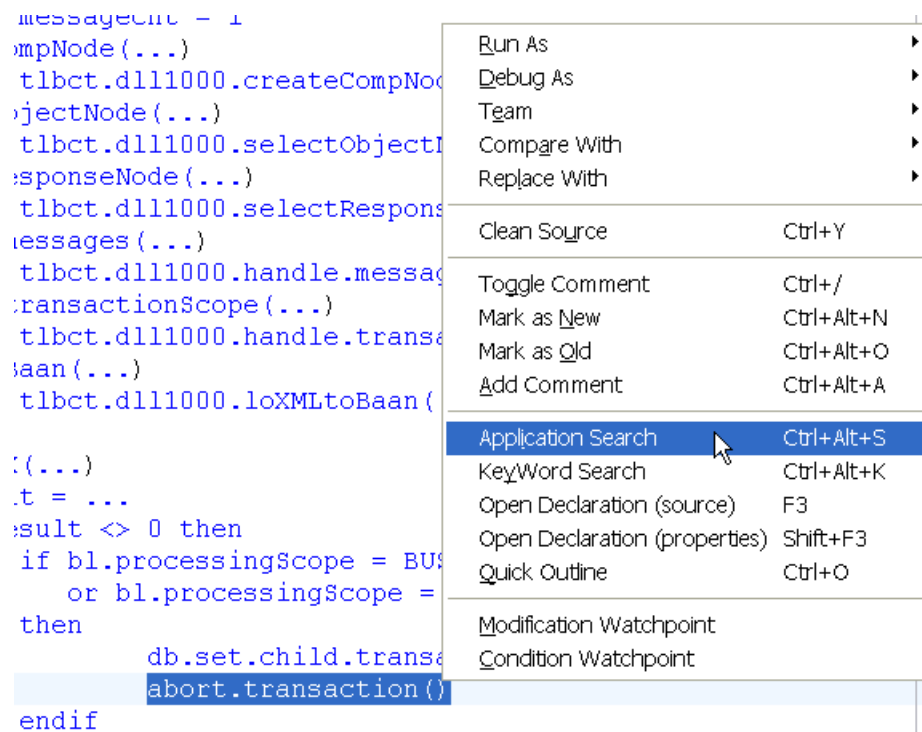 messageCnt = 1
ompNode(...)
tlbct.dll1000.createCompNod
ojectNode(...)
tlbct.dll1000.selectObject
esponseNode(...)
tlbct.dll1000.selectRespons
messages(...)
tlbct.dll1000.handle.messag
transactionScope(...)
tlbct.dll1000.handle.transa
Baan(...)
tlbct.dll1000.loXMLtoBaan(
(...)
lt = ...
esult <> 0 then
if bl.processingScope = BUS
or bl.processingScope =
then
db.set.child.transa
abort.transaction()
endif
Run As
Debug As
Team
Compare With
Replace With
Clean Source Ctrl+Y
Toggle Comment Ctrl+/
Mark as New Ctrl+Alt+N
Mark as Old Ctrl+Alt+O
Add Comment Ctrl+Alt+A
Application Search Ctrl+Alt+S
KeyWord Search Ctrl+Alt+K
Open Declaration (source) F3
Open Declaration (properties) Shift+F3
Quick Outline Ctrl+O
Modification Watchpoint
Condition Watchpoint